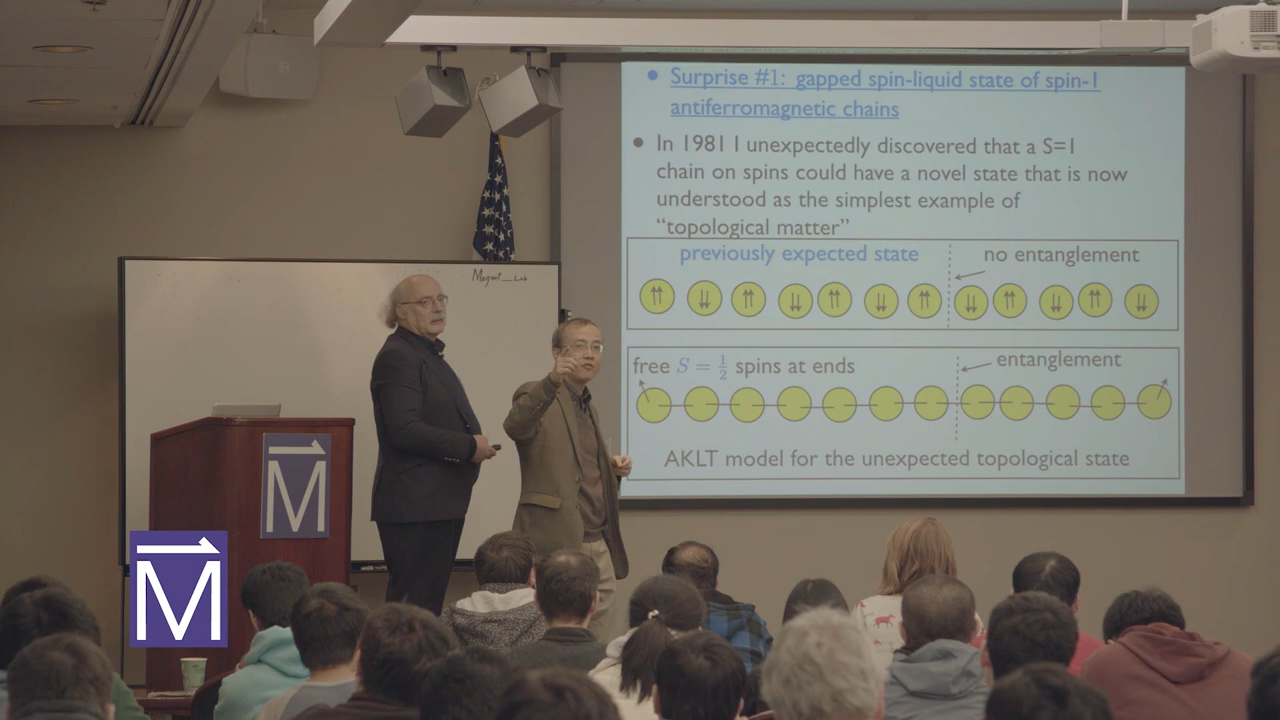 Surprise #1: gapped spin-liquid state of spin-1
antiferromagnetic chains
In 1981 I unexpectedly discovered that a S=1
chain on spins could have a novel state that is now
understood as the simplest example of
“topological matter”
previously expected state
no entanglement
free S = 1/2 spins at ends
entanglement
AKLT model for the unexpected topological state
Magnet__Lab
M
M